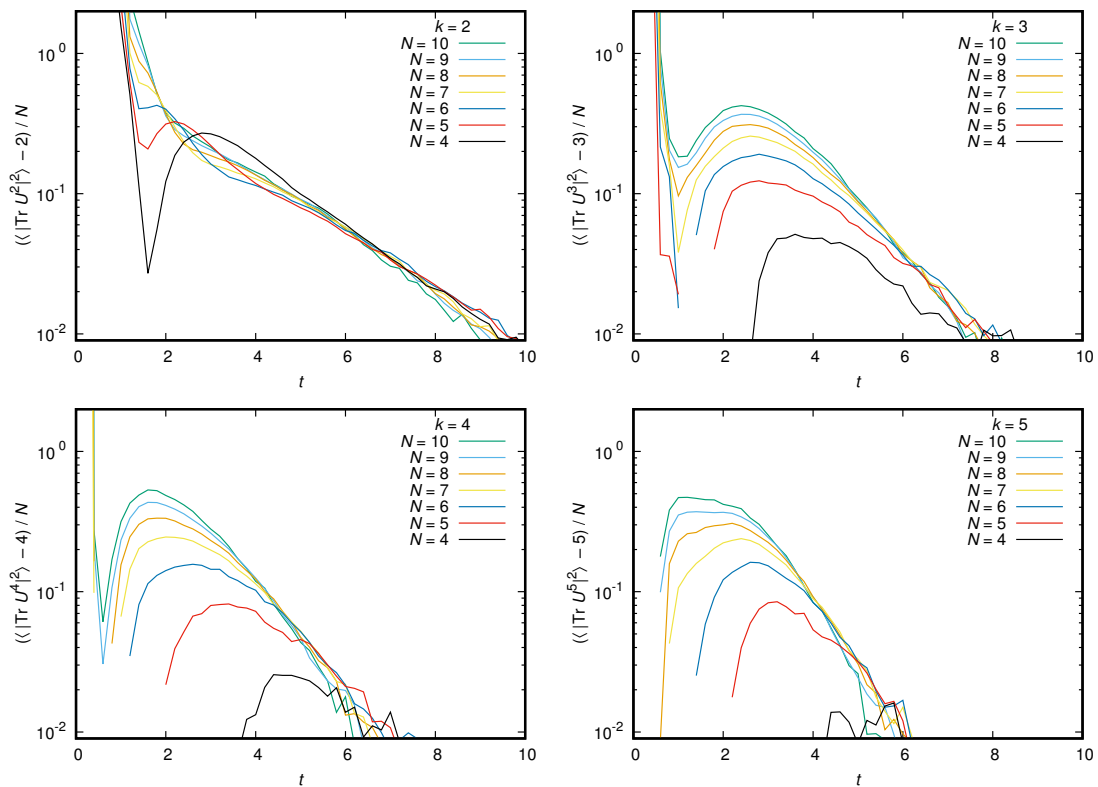 k = 2
N = 10
N = 9
N = 8
N = 7
N = 6
N = 5
N = 4
10^0
10^-1
10^-2
0 2 4 6 8 10
t
(⟨ |Tr U^2|^2⟩ − 2) / N
k = 3
N = 10
N = 9
N = 8
N = 7
N = 6
N = 5
N = 4
10^0
10^-1
10^-2
0 2 4 6 8 10
t
(⟨ |Tr U^3|^2⟩ − 3) / N
k = 4
N = 10
N = 9
N = 8
N = 7
N = 6
N = 5
N = 4
10^0
10^-1
10^-2
0 2 4 6 8 10
t
(⟨ |Tr U^4|^2⟩ − 4) / N
k = 5
N = 10
N = 9
N = 8
N = 7
N = 6
N = 5
N = 4
10^0
10^-1
10^-2
0 2 4 6 8 10
t
(⟨ |Tr U^5|^2⟩ − 5) / N